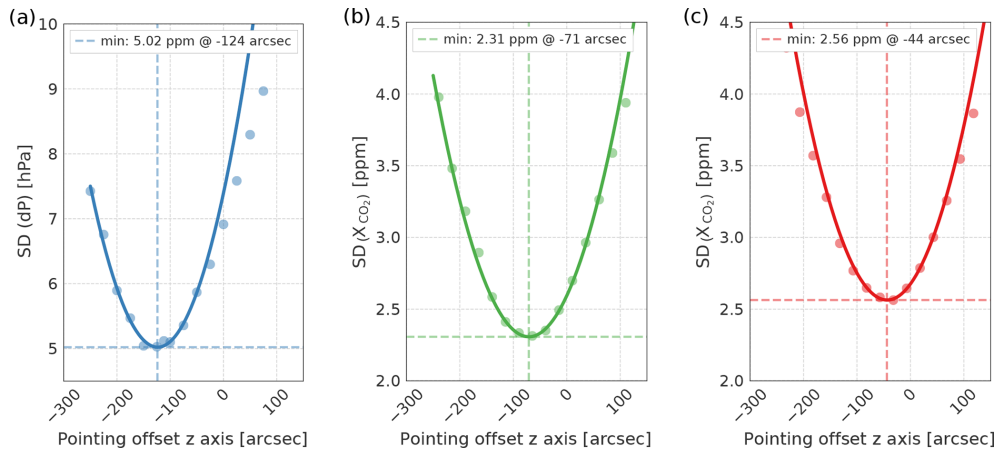 (a)
min: 5.02 ppm @ -124 arcsec
10
9
8
7
6
5
SD (dP) [hPa]
−300
−200
−100
0
100
Pointing offset z axis [arcsec]
(b)
min: 2.31 ppm @ -71 arcsec
4.5
4.0
3.5
3.0
2.5
2.0
SD (X CO2) [ppm]
−300
−200
−100
0
100
Pointing offset z axis [arcsec]
(c)
min: 2.56 ppm @ -44 arcsec
4.5
4.0
3.5
3.0
2.5
2.0
SD (X CO2) [ppm]
−300
−200
−100
0
100
Pointing offset z axis [arcsec]